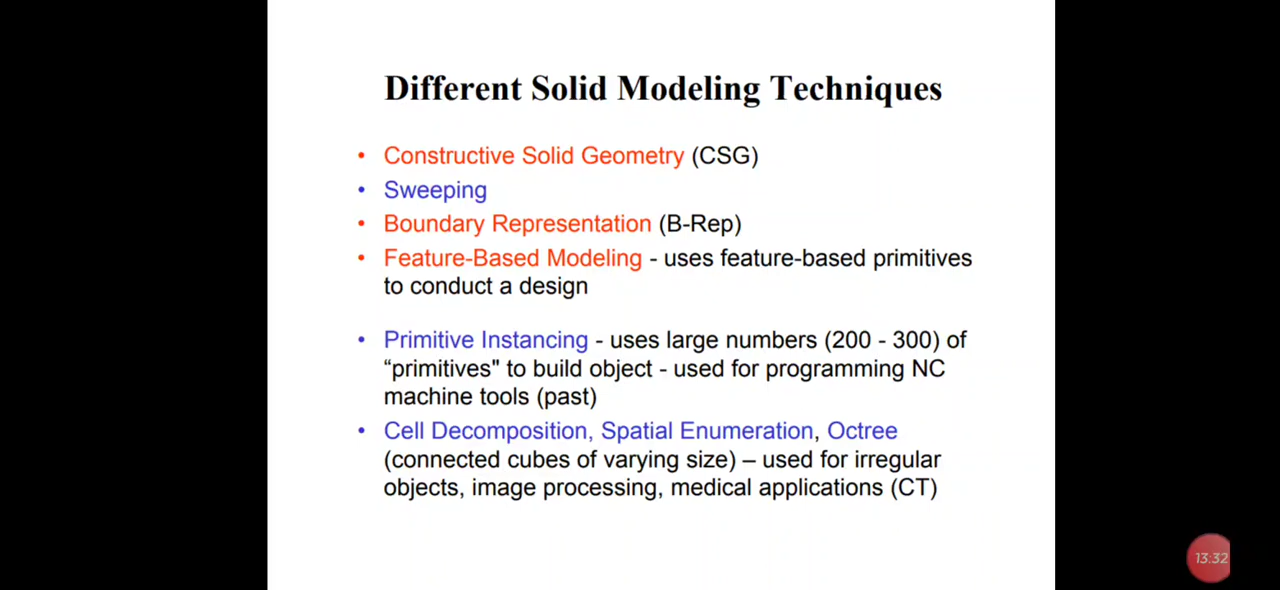 Different Solid Modeling Techniques
• Constructive Solid Geometry (CSG)
• Sweeping
• Boundary Representation (B-Rep)
• Feature-Based Modeling - uses feature-based primitives
to conduct a design
• Primitive Instancing - uses large numbers (200 - 300) of
“primitives" to build object - used for programming NC
machine tools (past)
• Cell Decomposition, Spatial Enumeration, Octree
(connected cubes of varying size) – used for irregular
objects, image processing, medical applications (CT)
13:32